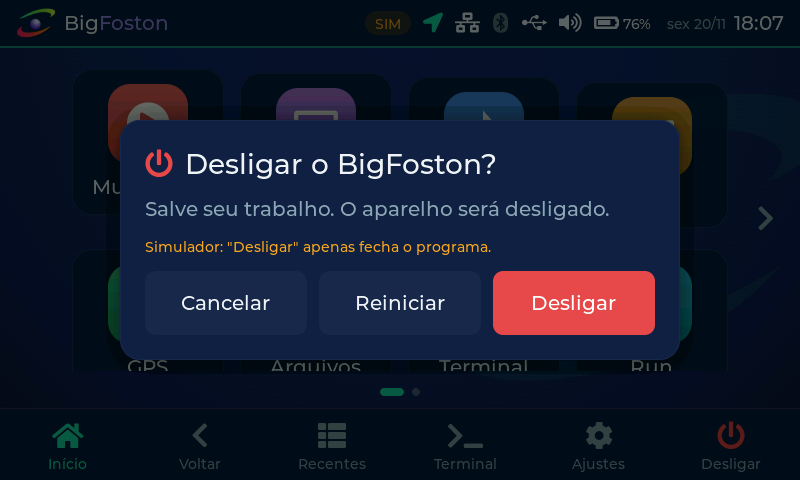 BigFoston
SIM
76%
sex 20/11
18:07
Desligar o BigFoston?
Mu
Salve seu trabalho. O aparelho será desligado.
Simulador: "Desligar" apenas fecha o programa.
Cancelar
Reiniciar
Desligar
GPS
Arquivos
Terminal
Run
Início
Voltar
Recentes
Terminal
Ajustes
Desligar